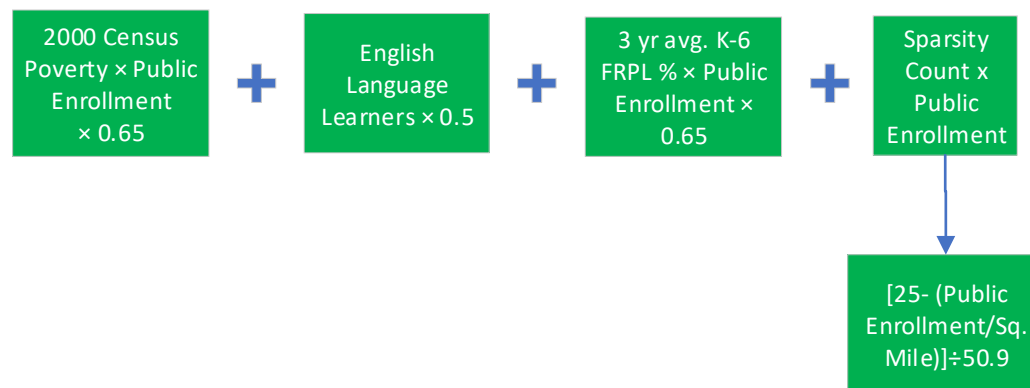 2000 Census
Poverty × Public
Enrollment
× 0.65
+
English
Language
Learners × 0.5
+
3 yr avg. K-6
FRPL % × Public
Enrollment ×
0.65
+
Sparsity
Count x
Public
Enrollment
[25- (Public
Enrollment/Sq.
Mile)]÷50.9